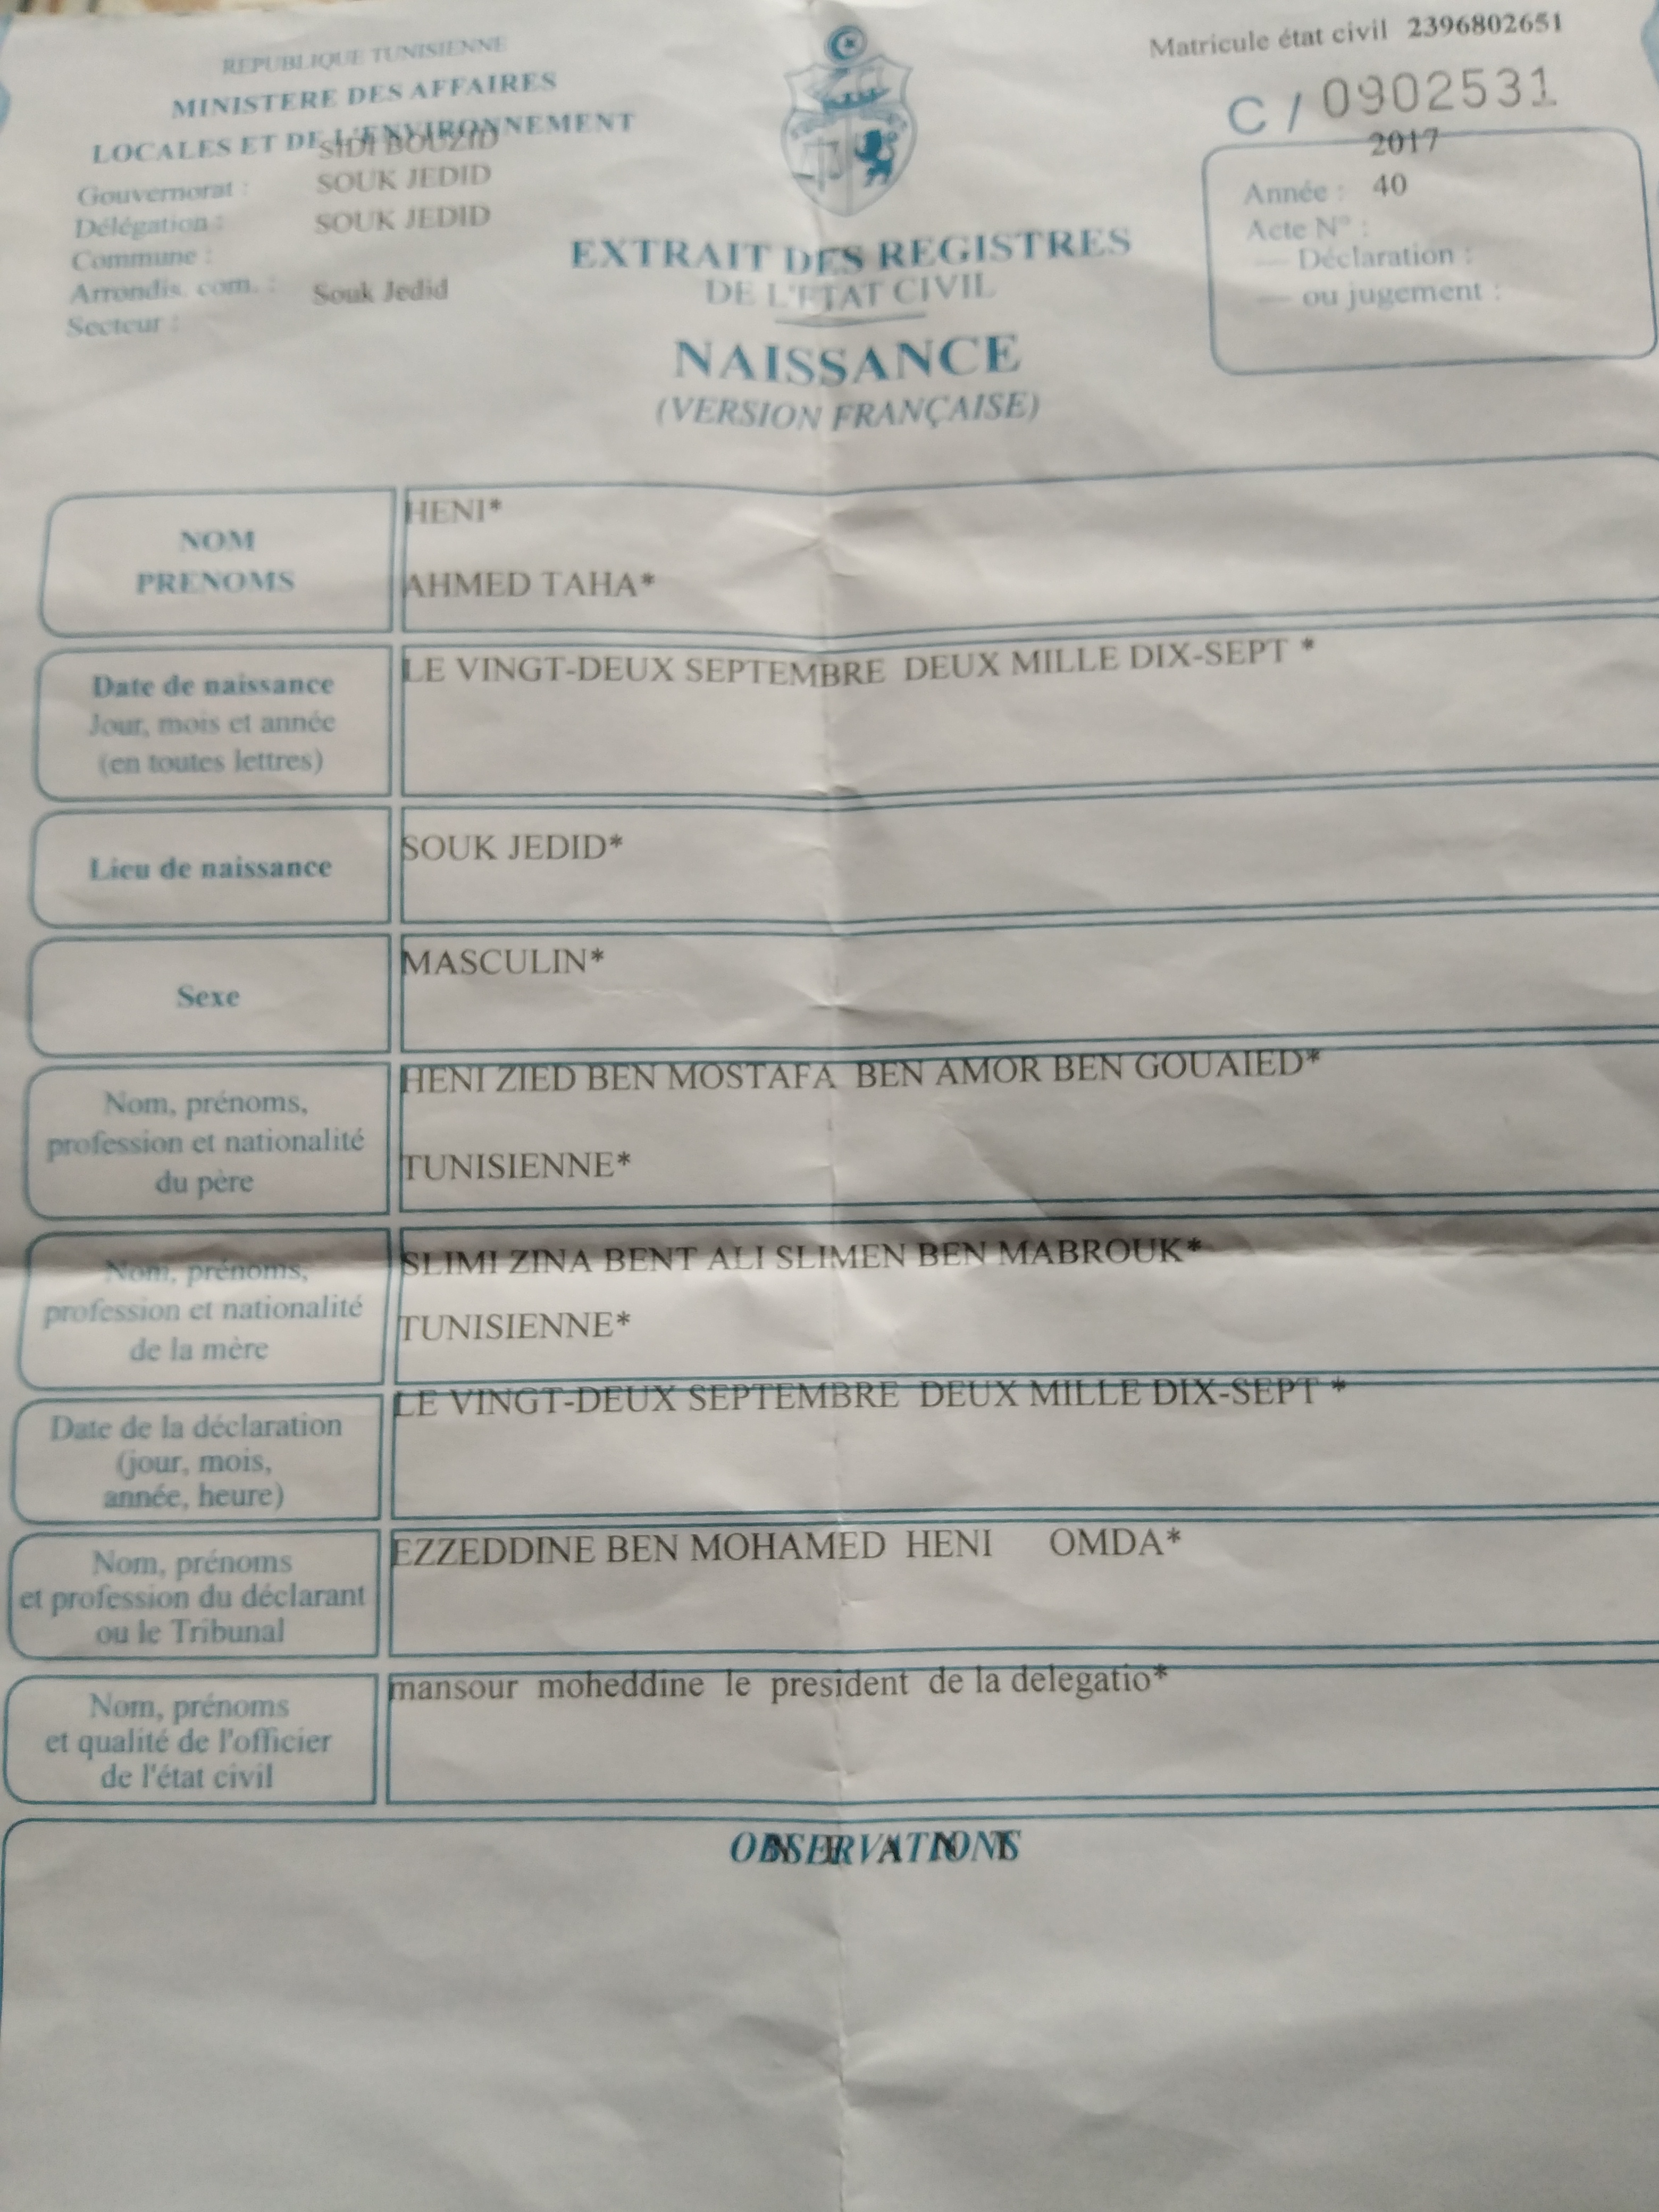 REPUBLIQUE TUNISIENNE
MINISTERE DES AFFAIRES
LOCALES ET DE L'ENVIRONNEMENT
SIDI BOUZID
Gouvernorat : SOUK JEDID
Délégation : SOUK JEDID
Commune :
Arrondis. com. : Souk Jedid
Secteur :
Matricule état civil 2396802651
C / 0902531
2017
Année : 40
Acte N° :
— Déclaration :
— ou jugement :
EXTRAIT DES REGISTRES
DE L'ETAT CIVIL
NAISSANCE
(VERSION FRANÇAISE)
NOM
PRENOMS
HENI*
AHMED TAHA*
Date de naissance
Jour, mois et année
(en toutes lettres)
LE VINGT-DEUX SEPTEMBRE DEUX MILLE DIX-SEPT *
Lieu de naissance
SOUK JEDID*
Sexe
MASCULIN*
Nom, prénoms,
profession et nationalité
du père
HENI ZIED BEN MOSTAFA BEN AMOR BEN GOUAIED*
TUNISIENNE*
Nom, prénoms,
profession et nationalité
de la mère
SLIMI ZINA BENT ALI SLIMEN BEN MABROUK*
TUNISIENNE*
Date de la déclaration
(jour, mois,
année, heure)
LE VINGT-DEUX SEPTEMBRE DEUX MILLE DIX-SEPT *
Nom, prénoms
et profession du déclarant
ou le Tribunal
EZZEDDINE BEN MOHAMED HENI OMDA*
Nom, prénoms
et qualité de l'officier
de l'état civil
mansour moheddine le president de la delegatio*
OBSERVATIONS